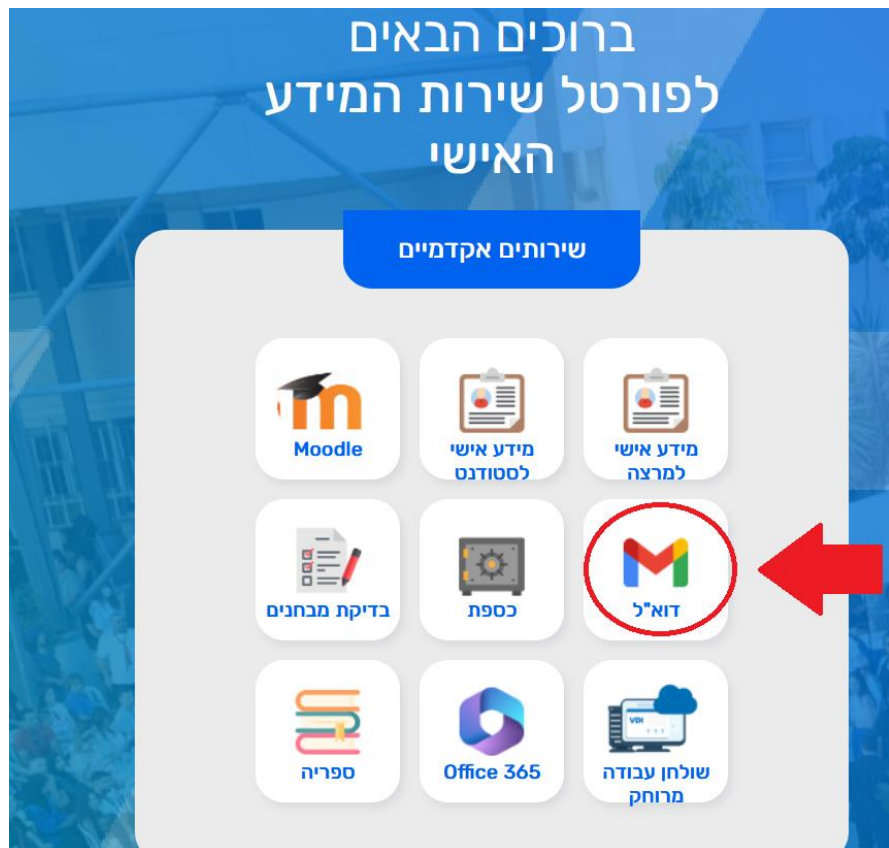 ברוכים הבאים
לפורטל שירות המידע
האישי
שירותים אקדמיים
מידע אישי
למרצה
מידע אישי
לסטודנט
Moodle
דוא"ל
כספת
בדיקת מבחנים
VDI
שולחן עבודה
מרוחק
Office 365
ספריה